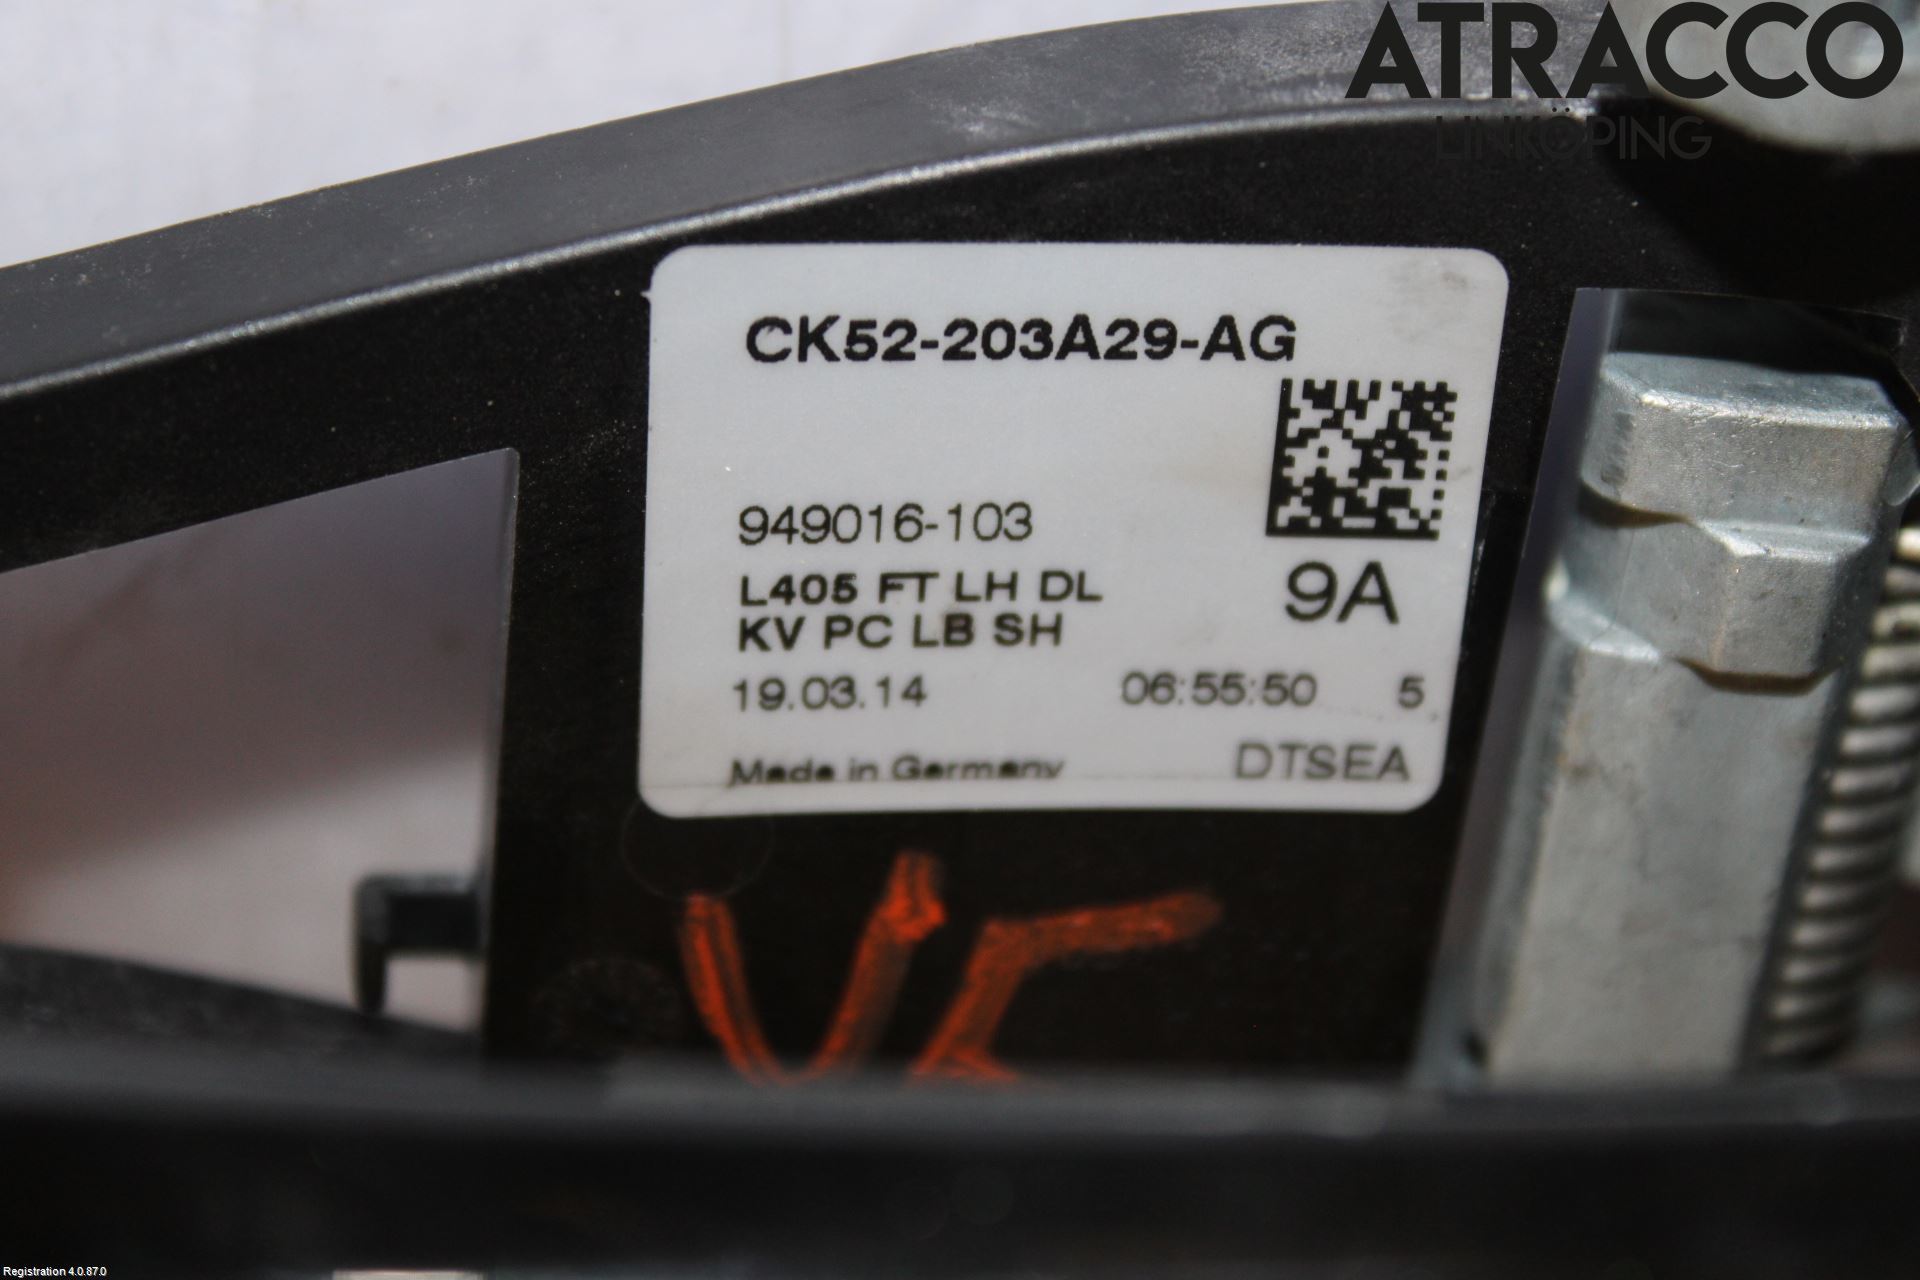 ATRACCO
LINKÖPING
CK52-203A29-AG
949016-103
L405 FT LH DL
KV PC LB SH
9A
19.03.14 06:55:50 5
Made in Germany DTSEA
Registration 4.0.87.0